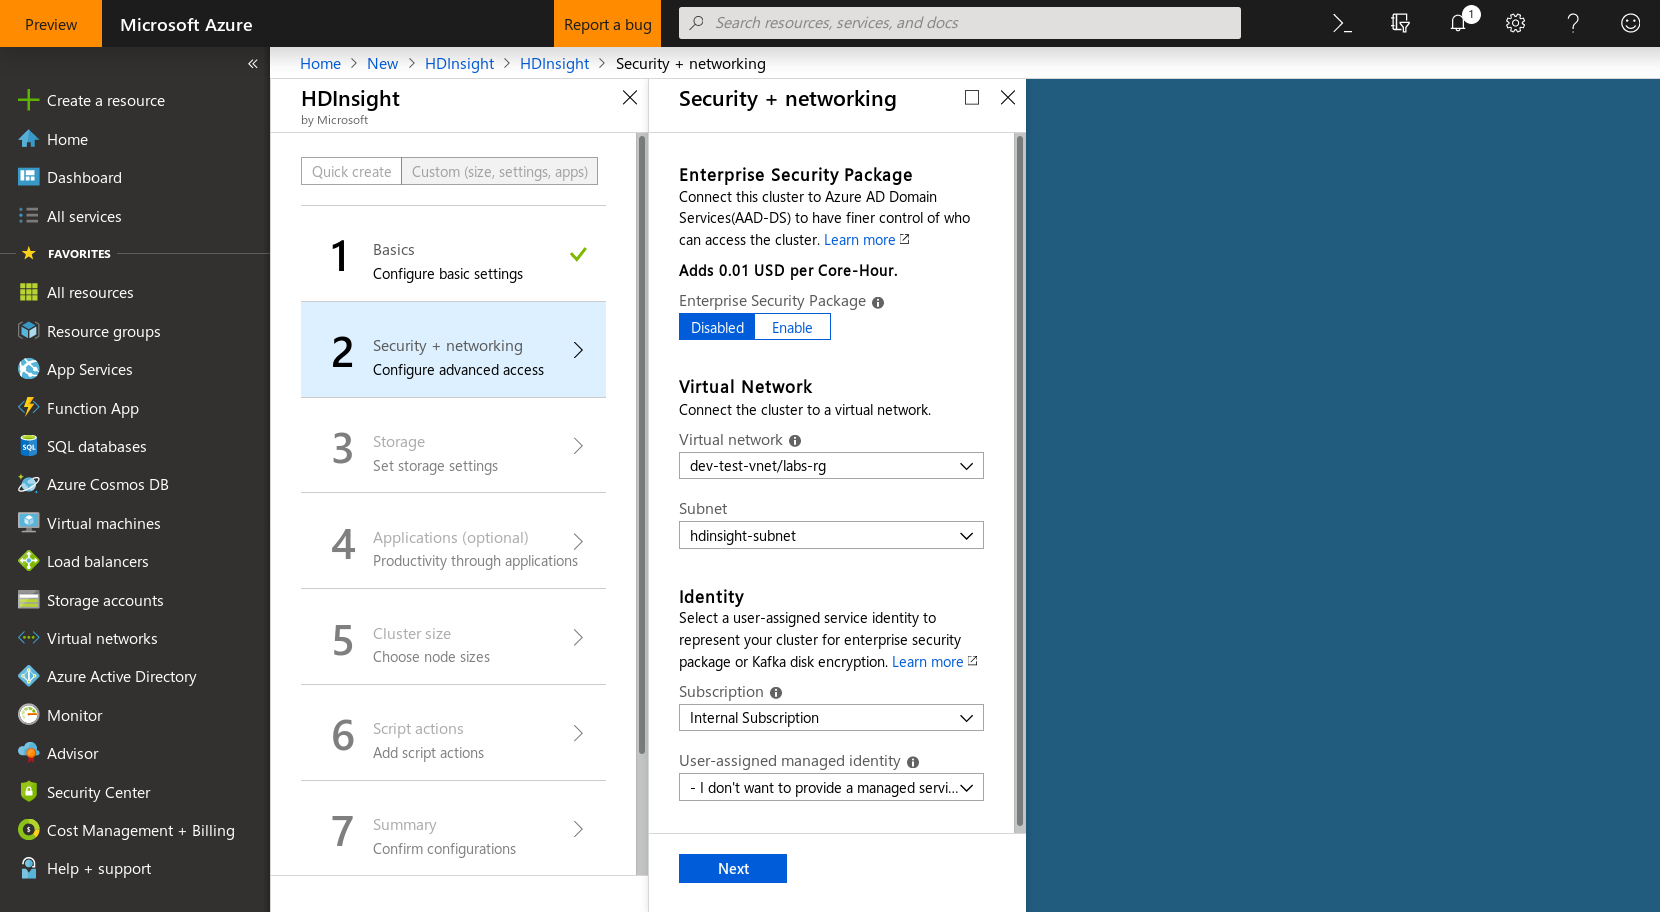 Preview
Microsoft Azure
Report a bug
Search resources, services, and docs
1
Home > New > HDInsight > HDInsight > Security + networking
Create a resource
Home
Dashboard
All services
FAVORITES
All resources
Resource groups
App Services
Function App
SQL databases
Azure Cosmos DB
Virtual machines
Load balancers
Storage accounts
Virtual networks
Azure Active Directory
Monitor
Advisor
Security Center
Cost Management + Billing
Help + support
HDInsight
by Microsoft
Quick create
Custom (size, settings, apps)
1
Basics
Configure basic settings
2
Security + networking
Configure advanced access
3
Storage
Set storage settings
4
Applications (optional)
Productivity through applications
5
Cluster size
Choose node sizes
6
Script actions
Add script actions
7
Summary
Confirm configurations
Security + networking
Enterprise Security Package
Connect this cluster to Azure AD Domain
Services(AAD-DS) to have finer control of who
can access the cluster. Learn more
Adds 0.01 USD per Core-Hour.
Enterprise Security Package
Disabled
Enable
Virtual Network
Connect the cluster to a virtual network.
Virtual network
dev-test-vnet/labs-rg
Subnet
hdinsight-subnet
Identity
Select a user-assigned service identity to
represent your cluster for enterprise security
package or Kafka disk encryption. Learn more
Subscription
Internal Subscription
User-assigned managed identity
- I don't want to provide a managed servi...
Next